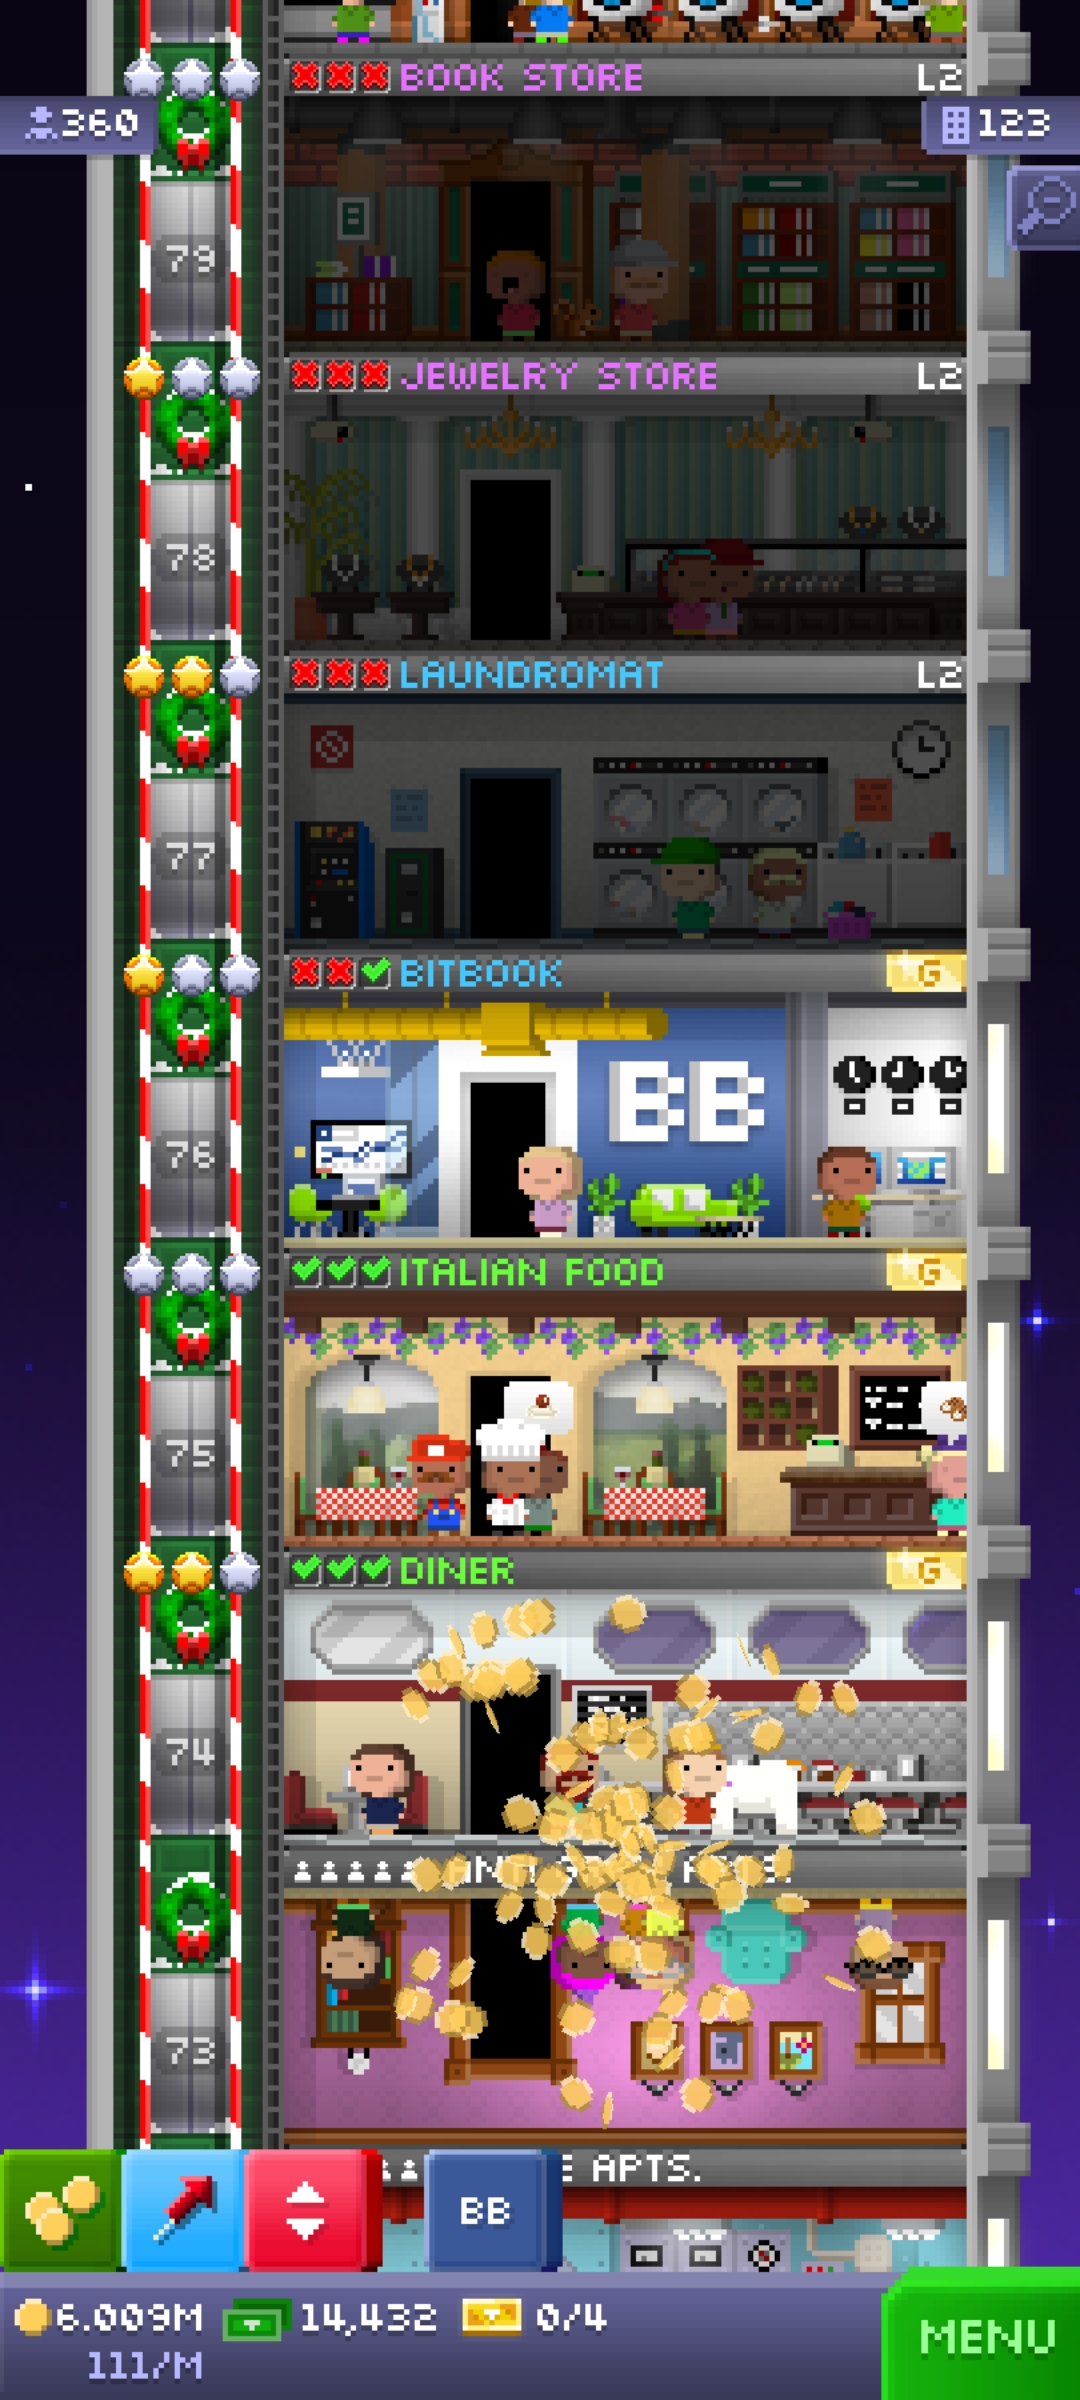 BOOK STORE L2
360
123
79
JEWELRY STORE L2
78
LAUNDROMAT L2
77
BITBOOK G
BB
76
ITALIAN FOOD G
75
DINER G
74
73
APTS.
BB
6.009M 14,432 0/4
111/M
MENU